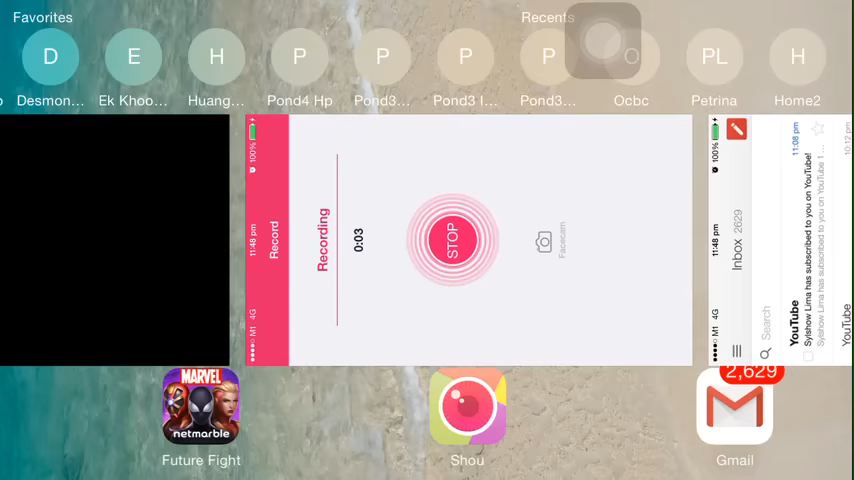 Favorites
Recents
D
E
H
P
P
P
P
O
PL
H
Desmon...
Ek Khoo...
Huang...
Pond4 Hp
Pond3...
Pond3 I...
Pond3...
Ocbc
Petrina
Home2
M1 4G
11:48 pm
100%
Record
Recording
0:03
STOP
Facecam
M1 4G
11:48 pm
100%
Inbox 2629
Search
YouTube
11:08 pm
Sylshow Lima has subscribed to you on YouTube!
Sylshow Lima has subscribed to you on YouTube 1 ...
YouTube
10:12 pm
MARVEL
netmarble
2,629
Future Fight
Shou
Gmail